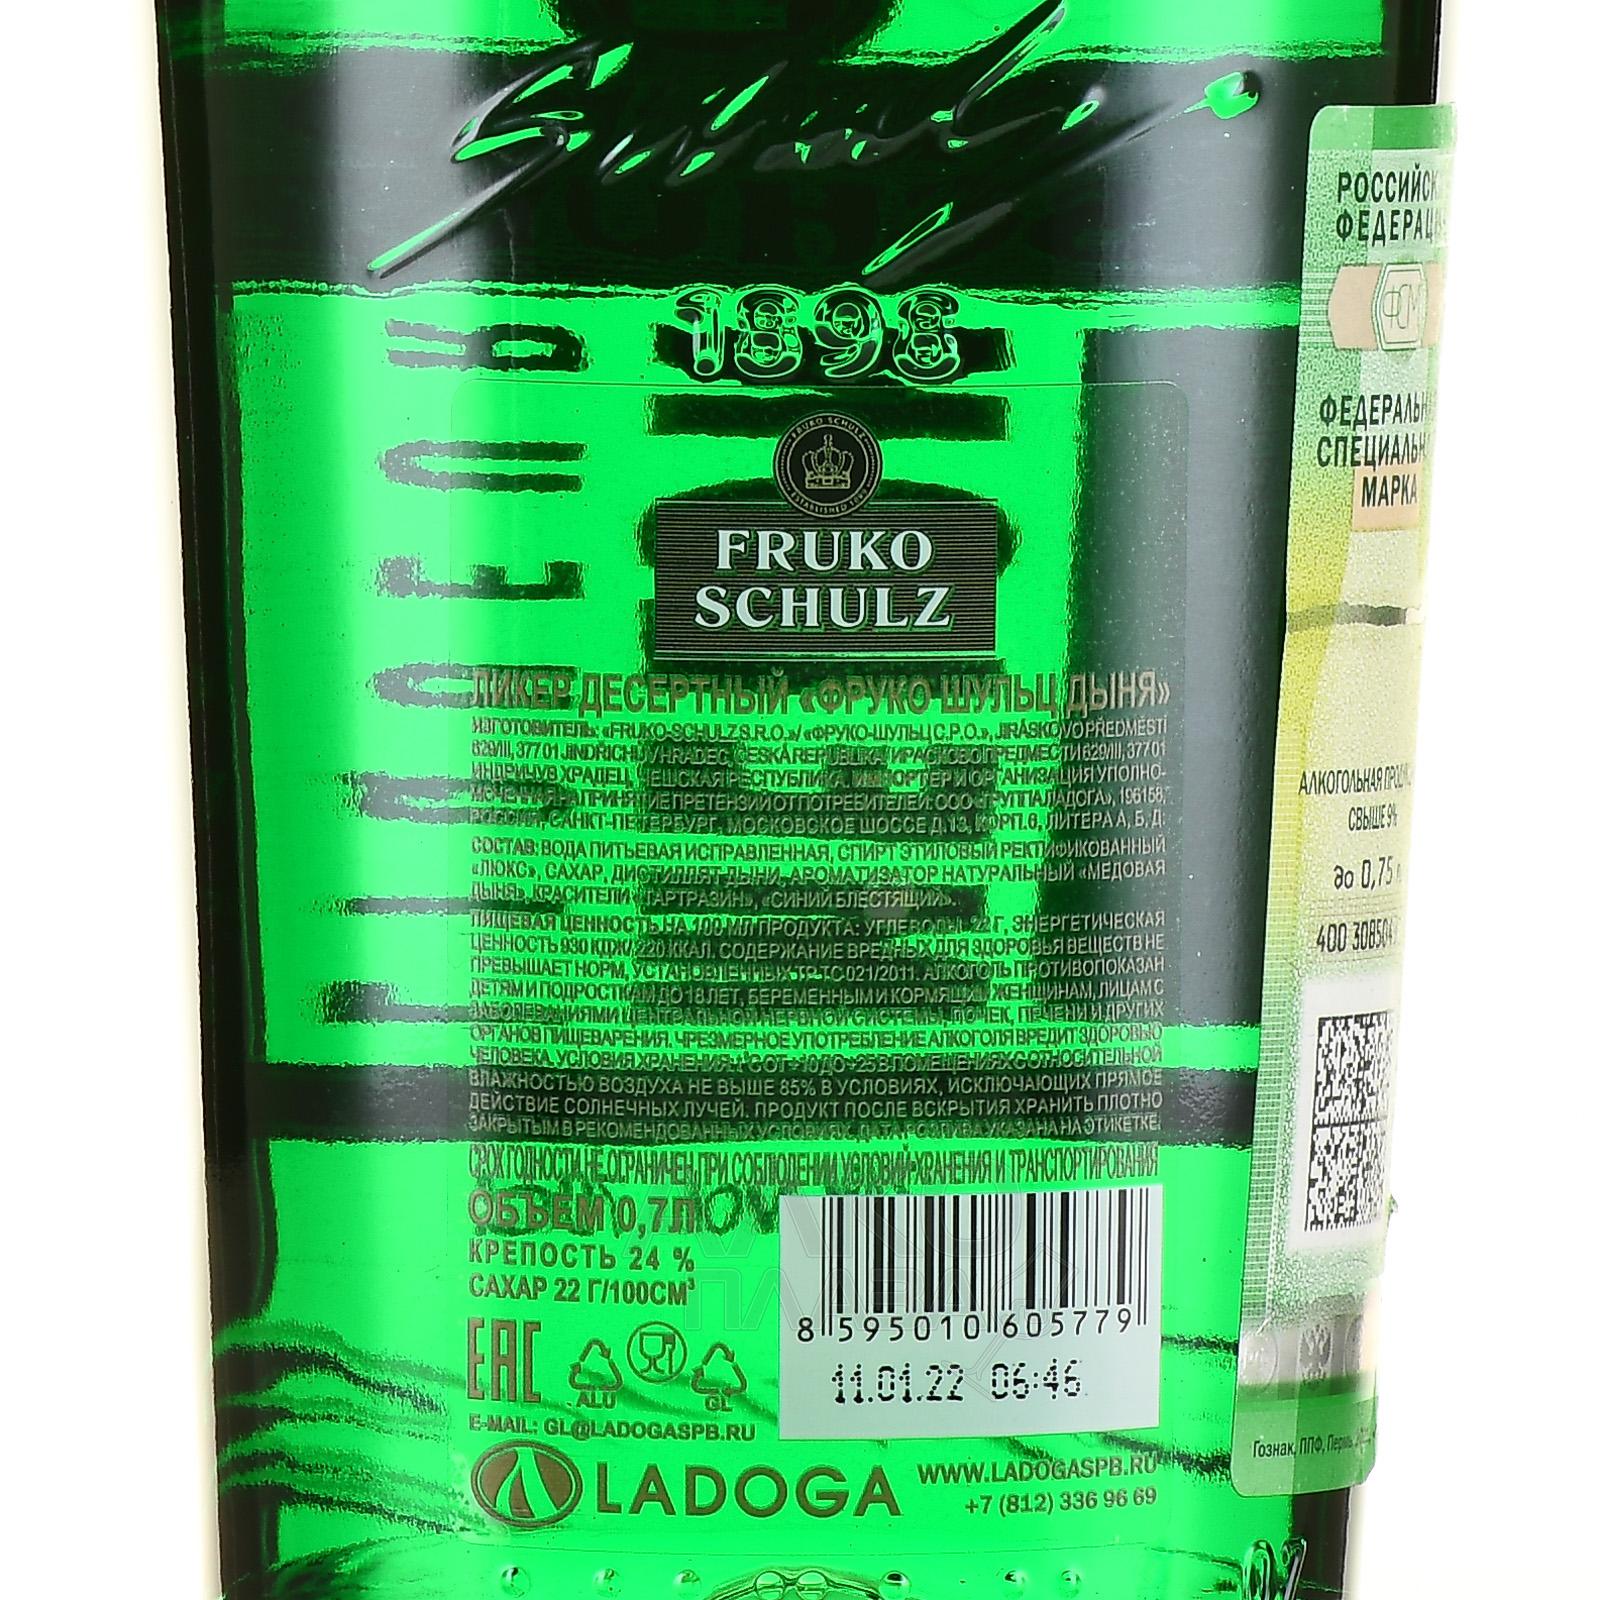 Schulz
1898
FRUKO SCHULZ
ESTABLISHED 1898
FRUKO
SCHULZ
ЛИКЕР ДЕСЕРТНЫЙ «ФРУКО ШУЛЬЦ ДЫНЯ»
ИЗГОТОВИТЕЛЬ: «FRUKO-SCHULZ S.R.O.»/ «ФРУКО-ШУЛЬЦ С.Р.О.», JIRÁSKOVO PŘEDMĚSTÍ
629/III, 377 01 JINDŘICHŮV HRADEC, ČESKÁ REPUBLIKA/ ИРАСКОВО ПРЕДМЕСТИ 629/III, 377 01
ИНДРИХУВ ХРАДЕЦ, ЧЕШСКАЯ РЕСПУБЛИКА. ИМПОРТЕР И ОРГАНИЗАЦИЯ УПОЛНО-
МОЧЕННАЯ НА ПРИНЯТИЕ ПРЕТЕНЗИЙ ОТ ПОТРЕБИТЕЛЕЙ: ООО «ГРУППА ЛАДОГА», 196158,
РОССИЯ, САНКТ-ПЕТЕРБУРГ, МОСКОВСКОЕ ШОССЕ Д.13, КОРП.6, ЛИТЕРА А, Б, Д.
СОСТАВ: ВОДА ПИТЬЕВАЯ ИСПРАВЛЕННАЯ, СПИРТ ЭТИЛОВЫЙ РЕКТИФИКОВАННЫЙ
«ЛЮКС», САХАР, ДИСТИЛЛЯТ ДЫНИ, АРОМАТИЗАТОР НАТУРАЛЬНЫЙ «МЕДОВАЯ
ДЫНЯ», КРАСИТЕЛИ «ТАРТРАЗИН», «СИНИЙ БЛЕСТЯЩИЙ».
ПИЩЕВАЯ ЦЕННОСТЬ НА 100 МЛ ПРОДУКТА: УГЛЕВОДЫ- 22 Г, ЭНЕРГЕТИЧЕСКАЯ
ЦЕННОСТЬ 930 КДЖ/ 220 ККАЛ. СОДЕРЖАНИЕ ВРЕДНЫХ ДЛЯ ЗДОРОВЬЯ ВЕЩЕСТВ НЕ
ПРЕВЫШАЕТ НОРМ, УСТАНОВЛЕННЫХ ТР ТС 021/2011. АЛКОГОЛЬ ПРОТИВОПОКАЗАН
ДЕТЯМ И ПОДРОСТКАМ ДО 18 ЛЕТ, БЕРЕМЕННЫМ И КОРМЯЩИМ ЖЕНЩИНАМ, ЛИЦАМ С
ЗАБОЛЕВАНИЯМИ ЦЕНТРАЛЬНОЙ НЕРВНОЙ СИСТЕМЫ, ПОЧЕК, ПЕЧЕНИ И ДРУГИХ
ОРГАНОВ ПИЩЕВАРЕНИЯ. ЧРЕЗМЕРНОЕ УПОТРЕБЛЕНИЕ АЛКОГОЛЯ ВРЕДИТ ЗДОРОВЬЮ
ЧЕЛОВЕКА. УСЛОВИЯ ХРАНЕНИЯ: t°С ОТ +10 ДО +25 В ПОМЕЩЕНИЯХ С ОТНОСИТЕЛЬНОЙ
ВЛАЖНОСТЬЮ ВОЗДУХА НЕ ВЫШЕ 85% В УСЛОВИЯХ, ИСКЛЮЧАЮЩИХ ПРЯМОЕ
ДЕЙСТВИЕ СОЛНЕЧНЫХ ЛУЧЕЙ. ПРОДУКТ ПОСЛЕ ВСКРЫТИЯ ХРАНИТЬ ПЛОТНО
ЗАКРЫТЫМ В РЕКОМЕНДОВАННЫХ УСЛОВИЯХ. ДАТА РОЗЛИВА УКАЗАНА НА ЭТИКЕТКЕ.
СРОК ГОДНОСТИ НЕ ОГРАНИЧЕН ПРИ СОБЛЮДЕНИИ УСЛОВИЙ ХРАНЕНИЯ И ТРАНСПОРТИРОВАНИЯ
ОБЪЕМ 0,7 Л
КРЕПОСТЬ 24 %
САХАР 22 Г/100СМ³
8 595010 605779
11.01.22 06:46
EAC
ALU
GL
E-MAIL: GL@LADOGASPB.RU
LADOGA
WWW.LADOGASPB.RU
+7 (812) 336 96 69
РОССИЙСК
ФЕДЕРАЦ
ФСМ
ФЕДЕРАЛЬН
СПЕЦИАЛЬН
МАРКА
АЛКОГОЛЬНАЯ ПРОДУК
СВЫШЕ 9%
до 0,75 л
400 308504
Гознак, ППФ, Пермь